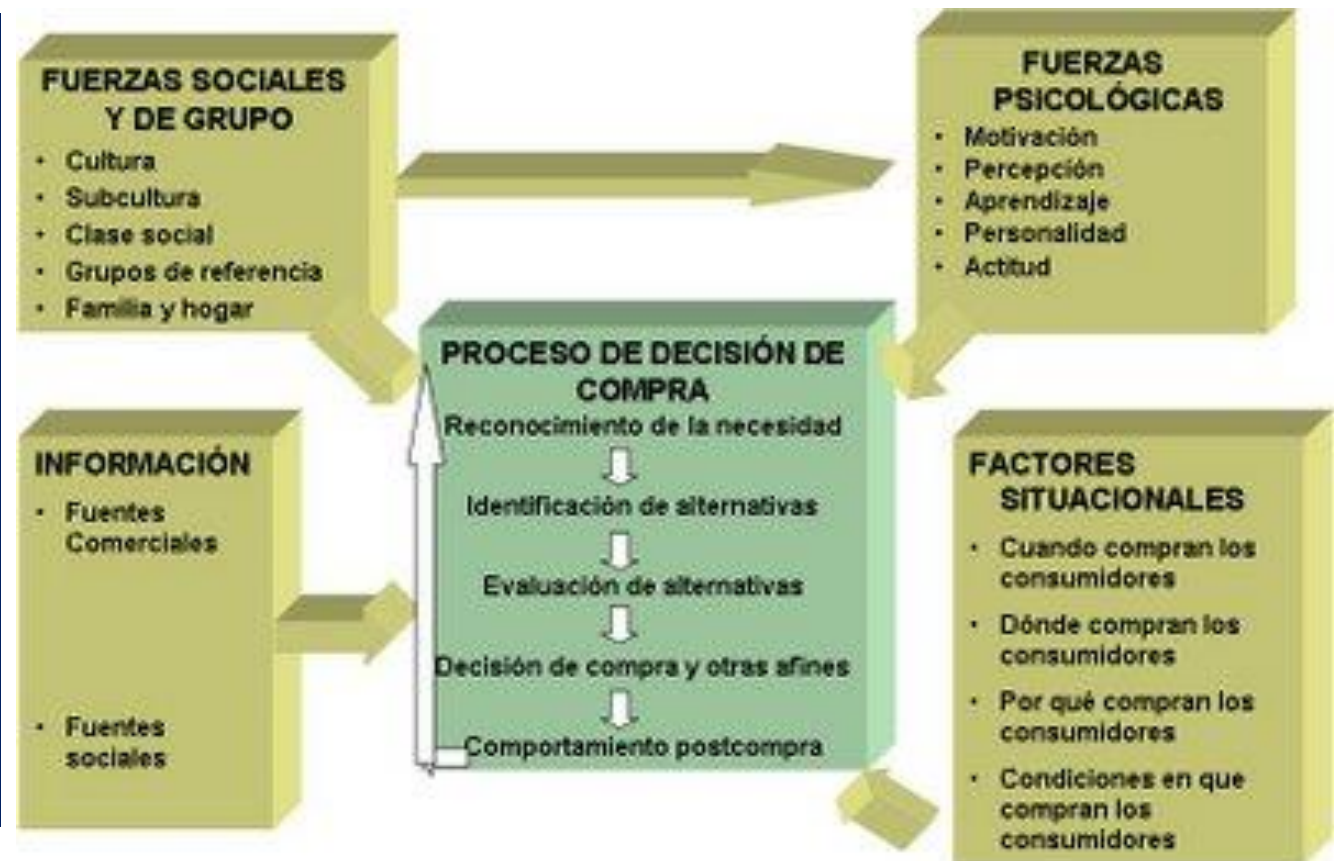 FUERZAS SOCIALES
Y DE GRUPO
• Cultura
• Subcultura
• Clase social
• Grupos de referencia
• Familia y hogar
FUERZAS
PSICOLÓGICAS
• Motivación
• Percepción
• Aprendizaje
• Personalidad
• Actitud
INFORMACIÓN
• Fuentes
Comerciales
• Fuentes
sociales
PROCESO DE DECISIÓN DE
COMPRA
Reconocimiento de la necesidad
Identificación de alternativas
Evaluación de alternativas
Decisión de compra y otras afines
Comportamiento postcompra
FACTORES
SITUACIONALES
• Cuando compran los
consumidores
• Dónde compran los
consumidores
• Por qué compran los
consumidores
• Condiciones en que
compran los
consumidores